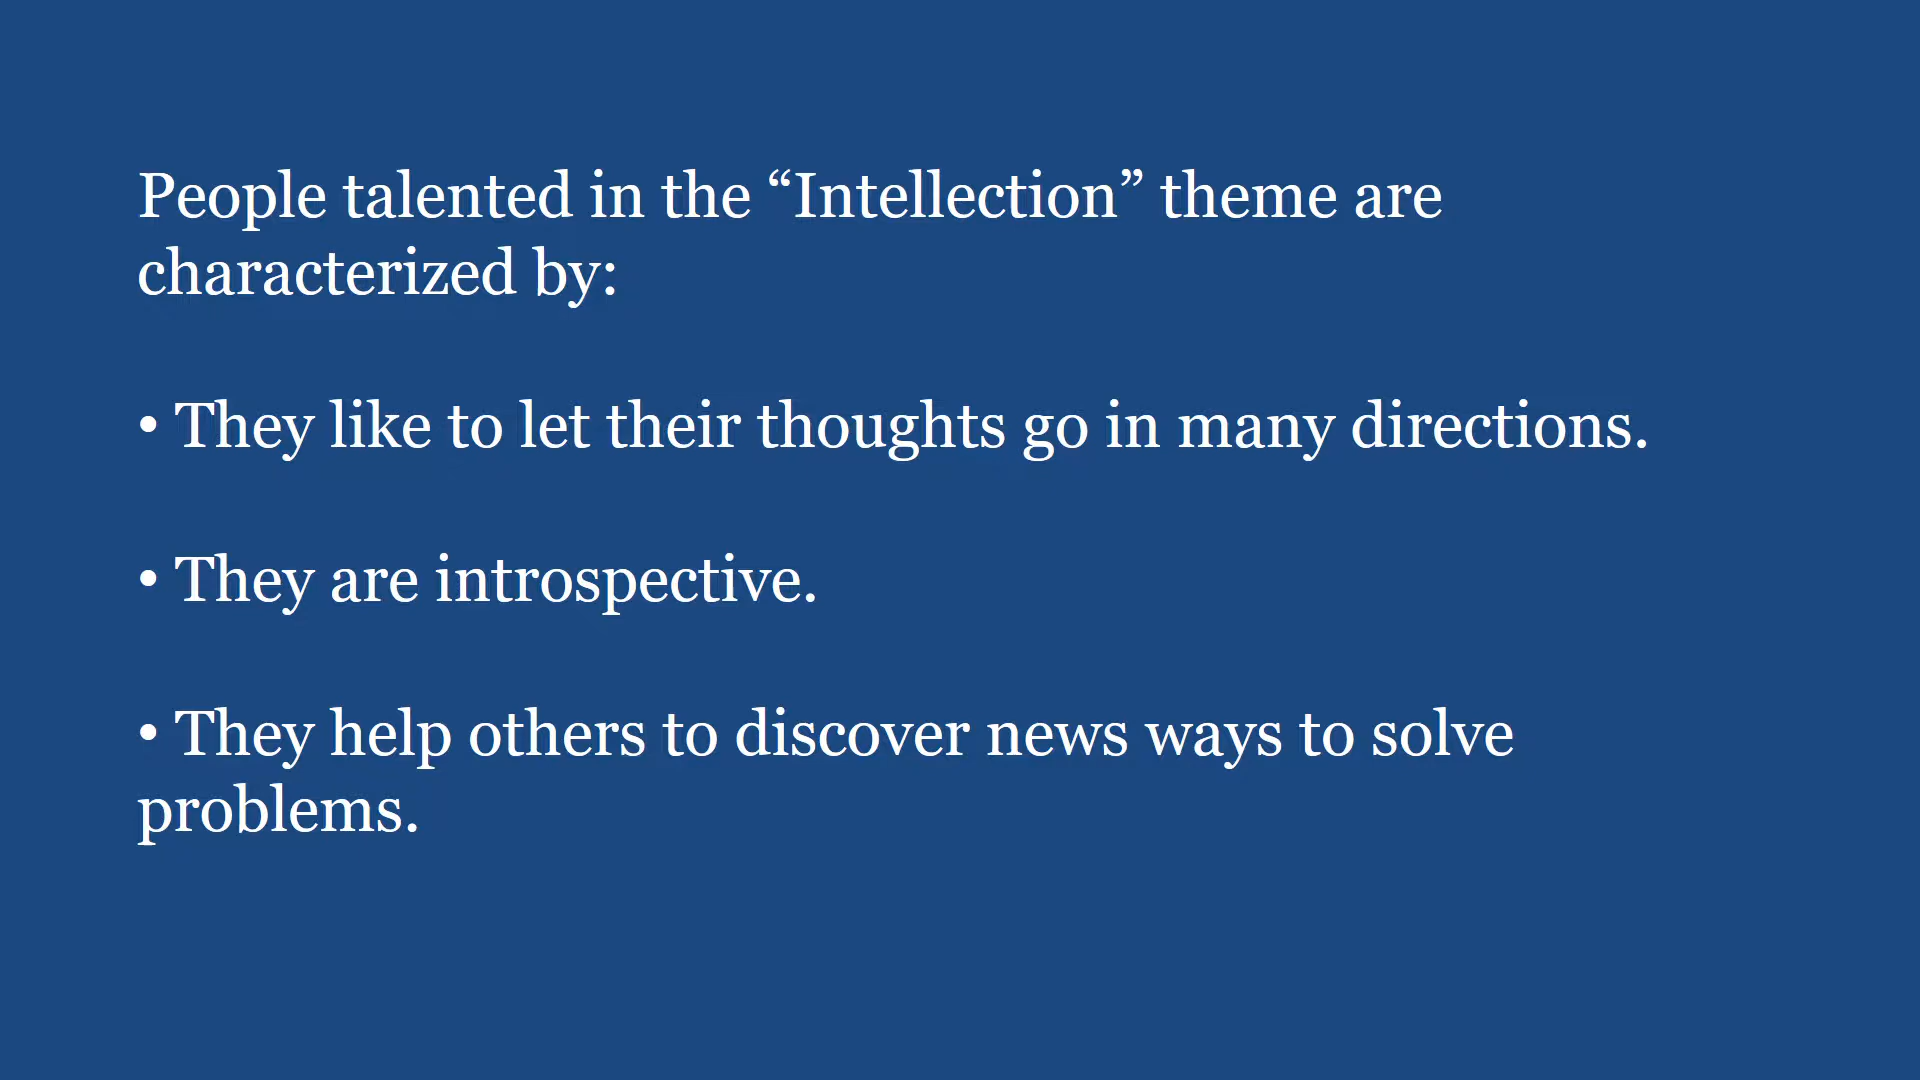 People talented in the “Intellection” theme are
characterized by:
• They like to let their thoughts go in many directions.
• They are introspective.
• They help others to discover news ways to solve
problems.